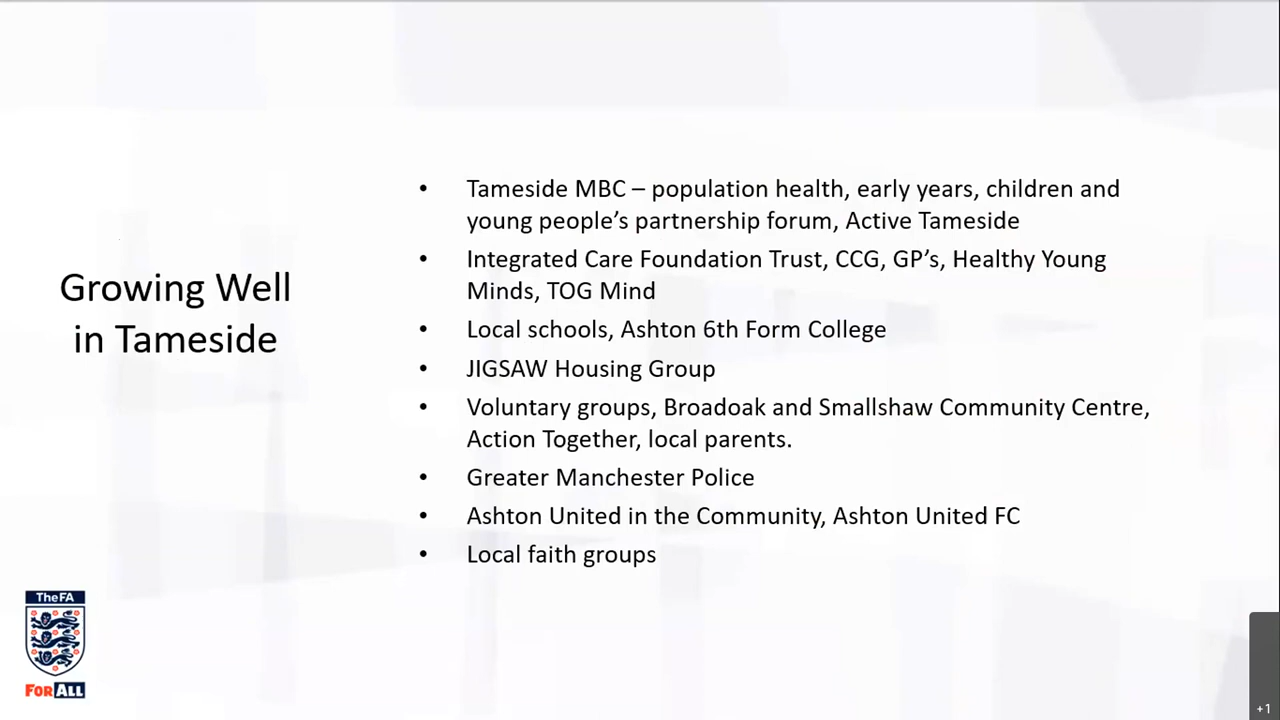 Growing Well
in Tameside
• Tameside MBC – population health, early years, children and
young people’s partnership forum, Active Tameside
• Integrated Care Foundation Trust, CCG, GP’s, Healthy Young
Minds, TOG Mind
• Local schools, Ashton 6th Form College
• JIGSAW Housing Group
• Voluntary groups, Broadoak and Smallshaw Community Centre,
Action Together, local parents.
• Greater Manchester Police
• Ashton United in the Community, Ashton United FC
• Local faith groups
The FA
FOR ALL
+1